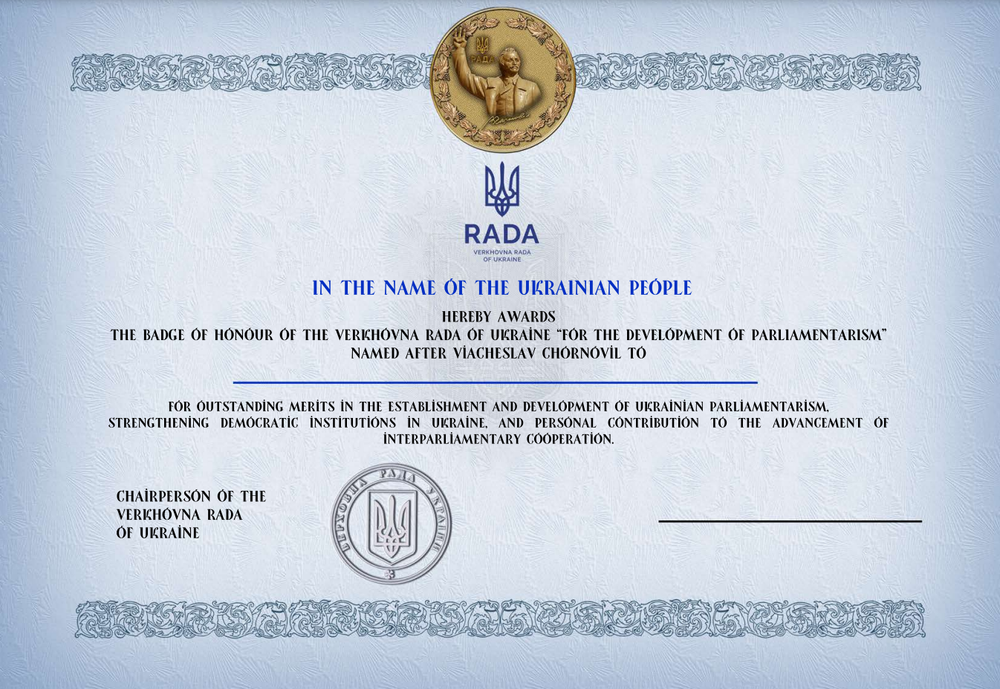 РАДА
RADA
VERKHOVNA RADA
OF UKRAINE
IN THE NAME OF THE UKRAINIAN PEOPLE
HEREBY AWARDS
THE BADGE OF HONOUR OF THE VERKHOVNA RADA OF UKRAINE “FOR THE DEVELOPMENT OF PARLIAMENTARISM”
NAMED AFTER VIACHESLAV CHORNOVIL TO
FOR OUTSTANDING MERITS IN THE ESTABLISHMENT AND DEVELOPMENT OF UKRAINIAN PARLIAMENTARISM,
STRENGTHENING DEMOCRATIC INSTITUTIONS IN UKRAINE, AND PERSONAL CONTRIBUTION TO THE ADVANCEMENT OF
INTERPARLIAMENTARY COOPERATION.
CHAIRPERSON OF THE
VERKHOVNA RADA
OF UKRAINE
ВЕРХОВНА РАДА УКРАЇНИ
3